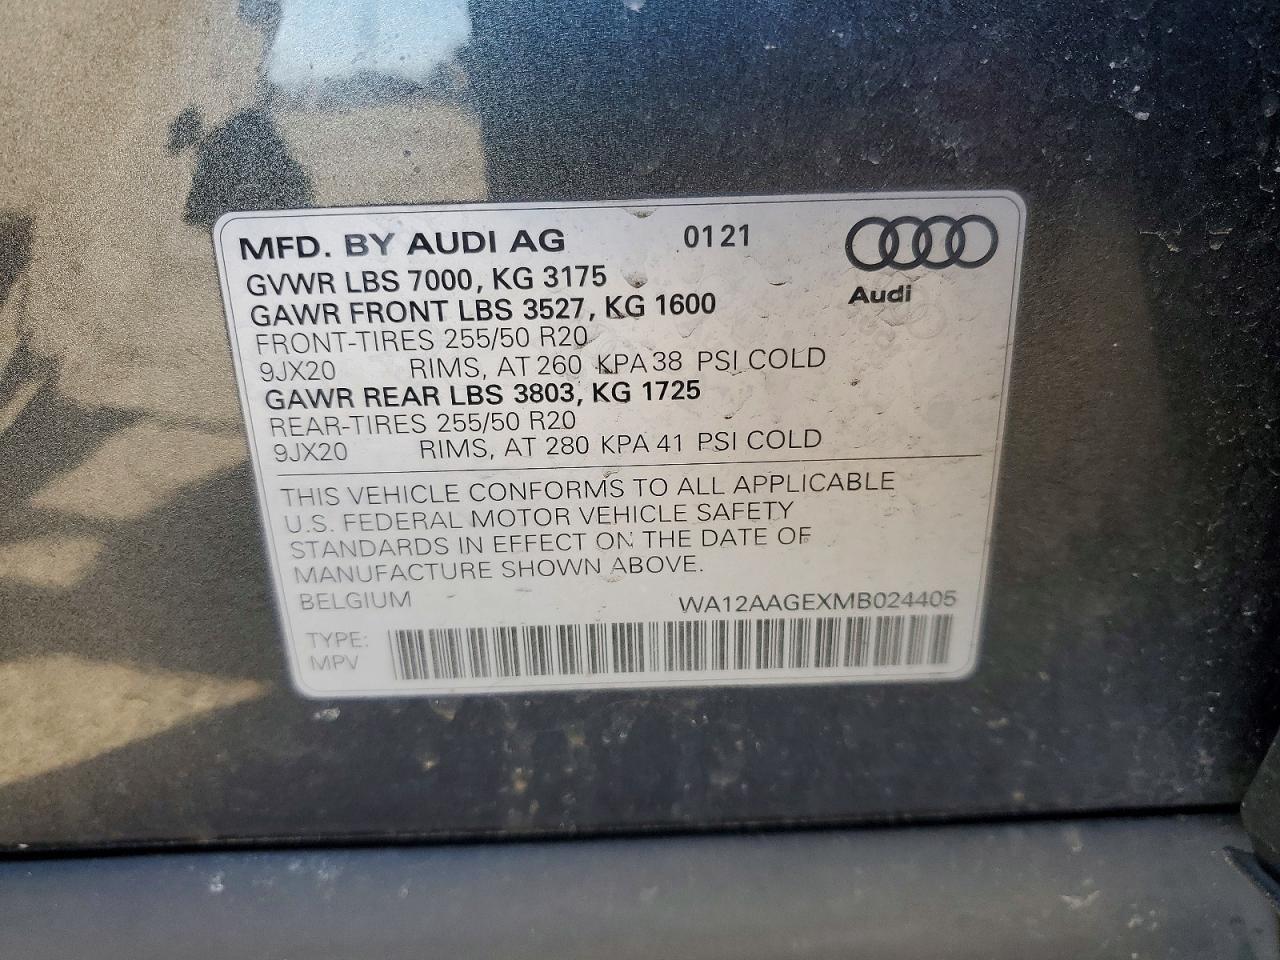 MFD. BY AUDI AG 0121
GVWR LBS 7000, KG 3175
Audi
GAWR FRONT LBS 3527, KG 1600
FRONT-TIRES 255/50 R20
9JX20 RIMS, AT 260 KPA 38 PSI COLD
GAWR REAR LBS 3803, KG 1725
REAR-TIRES 255/50 R20
9JX20 RIMS, AT 280 KPA 41 PSI COLD
THIS VEHICLE CONFORMS TO ALL APPLICABLE
U.S. FEDERAL MOTOR VEHICLE SAFETY
STANDARDS IN EFFECT ON THE DATE OF
MANUFACTURE SHOWN ABOVE.
BELGIUM WA12AAGEXMB024405
TYPE:
MPV